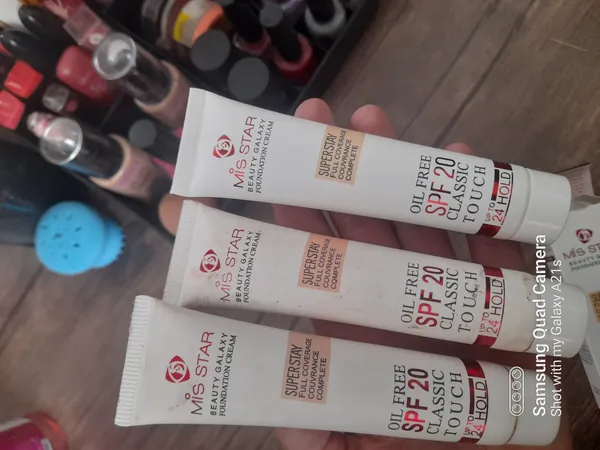 MiS STAR
BEAUTY GALAXY
FOUNDATION CREAM
SUPERSTAY
FULL COVERAGE
COUVRANCE
COMPLETE
OIL FREE
SPF 20
CLASSIC
TOUCH
UP TO
24 HOLD
MiS STAR
BEAUTY GALAXY
FOUNDATION CREAM
SUPERSTAY
FULL COVERAGE
COUVRANCE
COMPLETE
OIL FREE
SPF 20
CLASSIC
TOUCH
UP TO
24 HOLD
MiS STAR
BEAUTY GALAXY
FOUNDATION CREAM
SUPERSTAY
FULL COVERAGE
COUVRANCE
COMPLETE
OIL FREE
SPF 20
CLASSIC
TOUCH
UP TO
24 HOLD
MiS STAR
Samsung Quad Camera
Shot with my Galaxy A21s